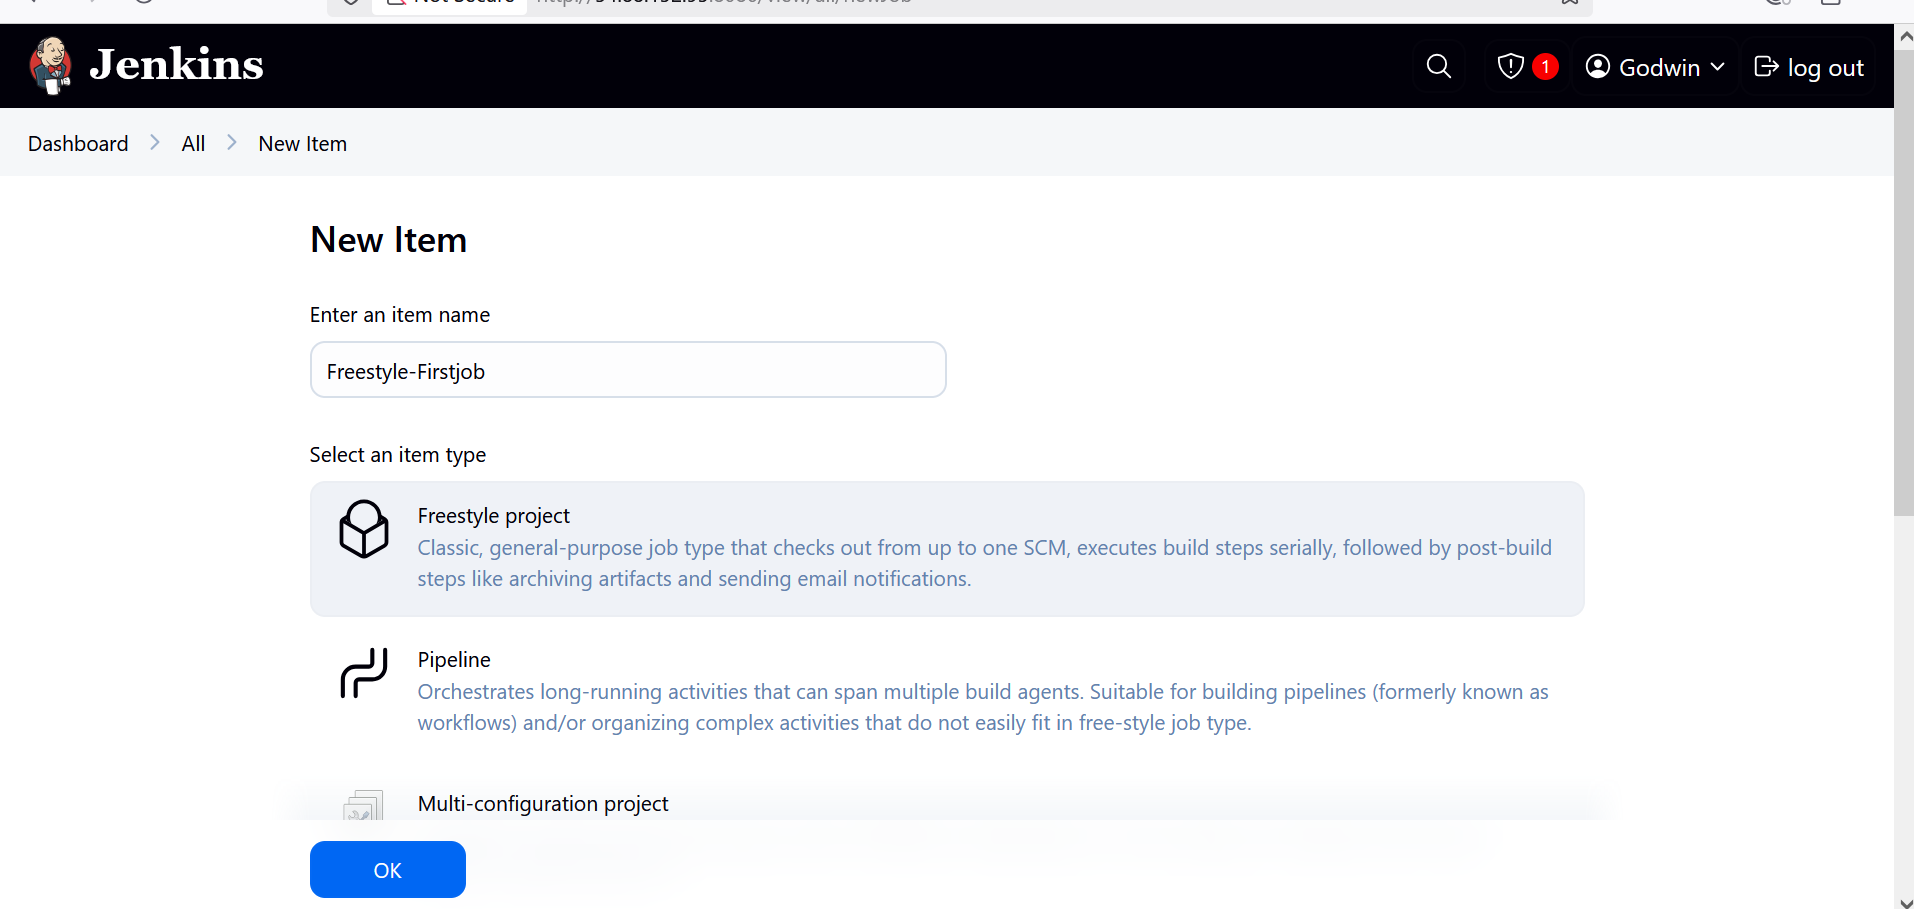 Jenkins
1
Godwin
log out
Dashboard
All
New Item
New Item
Enter an item name
Freestyle-Firstjob
Select an item type
Freestyle project
Classic, general-purpose job type that checks out from up to one SCM, executes build steps serially, followed by post-build
steps like archiving artifacts and sending email notifications.
Pipeline
Orchestrates long-running activities that can span multiple build agents. Suitable for building pipelines (formerly known as
workflows) and/or organizing complex activities that do not easily fit in free-style job type.
Multi-configuration project
OK